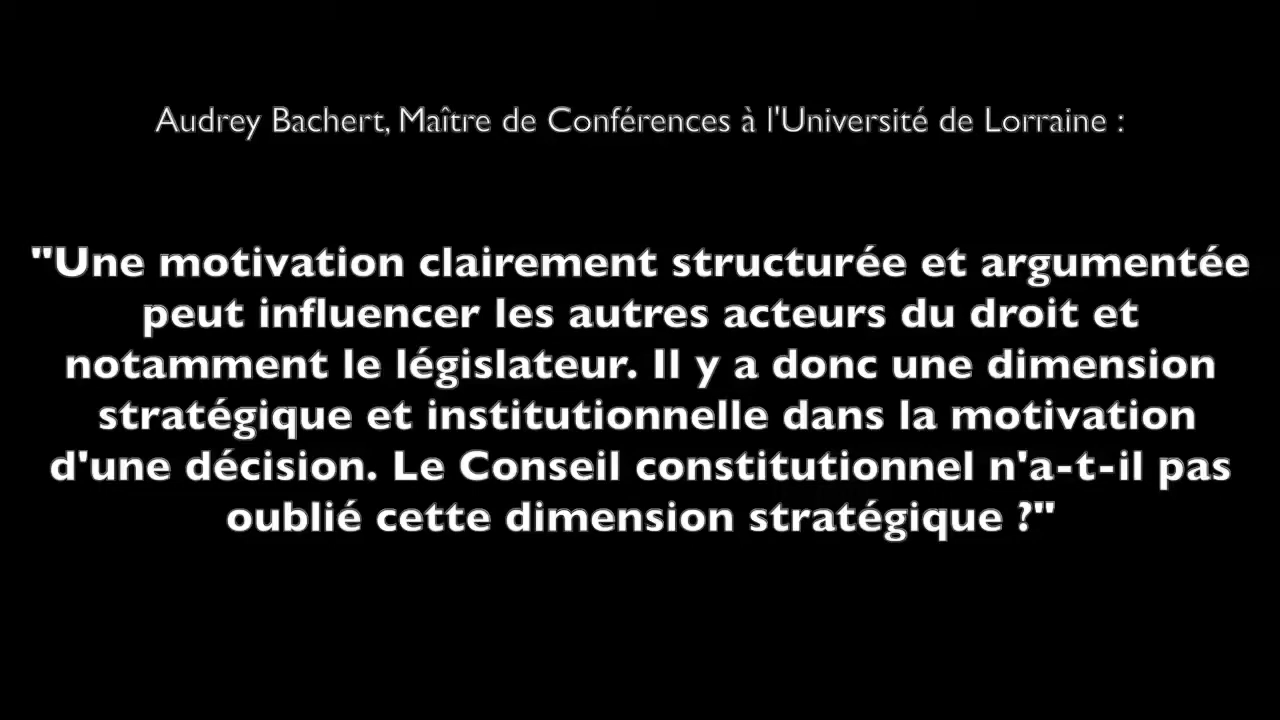 Audrey Bachert, Maître de Conférences à l'Université de Lorraine :
"Une motivation clairement structurée et argumentée
peut influencer les autres acteurs du droit et
notamment le législateur. Il y a donc une dimension
stratégique et institutionnelle dans la motivation
d'une décision. Le Conseil constitutionnel n'a-t-il pas
oublié cette dimension stratégique ?"